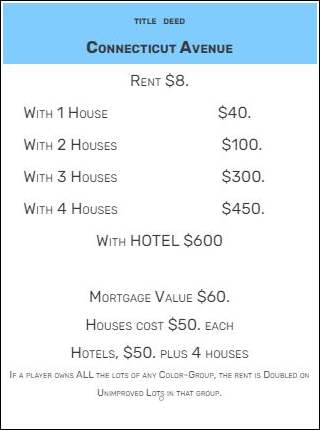 TITLE DEED
CONNECTICUT AVENUE
RENT $8.
WITH 1 HOUSE $40.
WITH 2 HOUSES $100.
WITH 3 HOUSES $300.
WITH 4 HOUSES $450.
WITH HOTEL $600
MORTGAGE VALUE $60.
HOUSES COST $50. EACH
HOTELS, $50. PLUS 4 HOUSES
IF A PLAYER OWNS ALL THE LOTS OF ANY COLOR-GROUP, THE RENT IS DOUBLED ON
UNIMPROVED LOTS IN THAT GROUP.